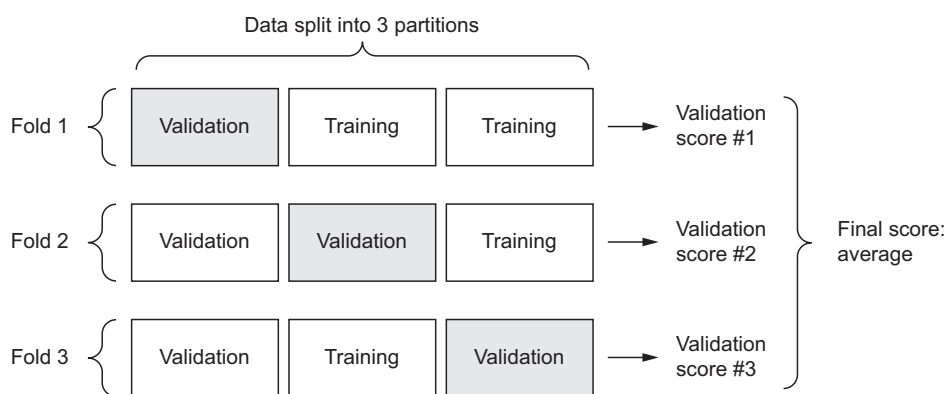 Data split into 3 partitions
Fold 1
Validation
Training
Training
Validation
score #1
Fold 2
Validation
Validation
Training
Validation
score #2
Final score:
average
Fold 3
Validation
Training
Validation
Validation
score #3